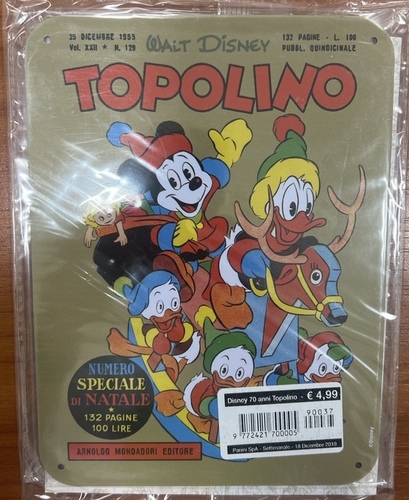 25 DICEMBRE 1955
Vol. XXII * N. 129
WALT DISNEY
132 PAGINE - L. 100
PUBBL. QUINDICINALE
TOPOLINO
NUMERO
SPECIALE
DI NATALE
132 PAGINE
100 LIRE
ARNOLDO MONDADORI EDITORE
Disney 70 anni Topolino - € 4,99
90037
9 772421 700005
Panini SpA - Settimanale - 18 Dicembre 2019
©Disney